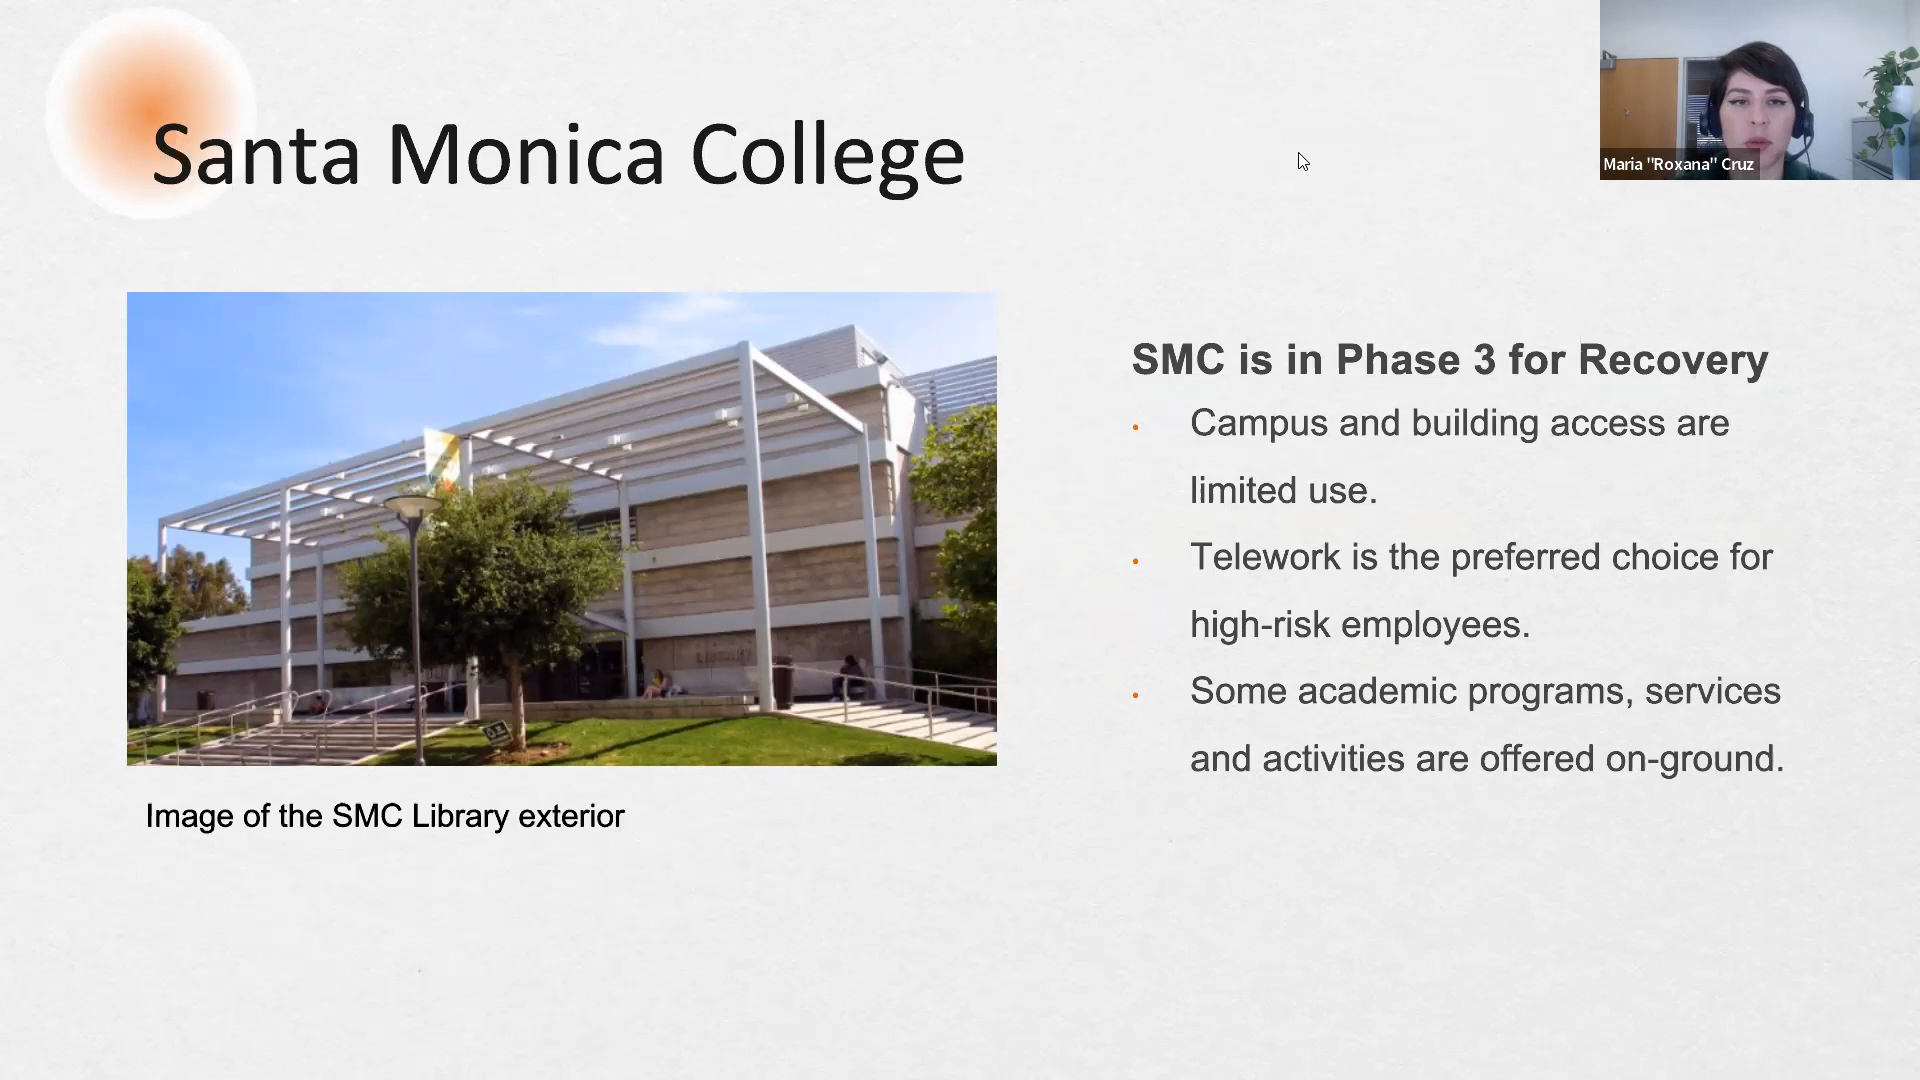 Santa Monica College
Maria "Roxana" Cruz
SMC is in Phase 3 for Recovery
• Campus and building access are
limited use.
• Telework is the preferred choice for
high-risk employees.
• Some academic programs, services
and activities are offered on-ground.
LIBRARY
Image of the SMC Library exterior